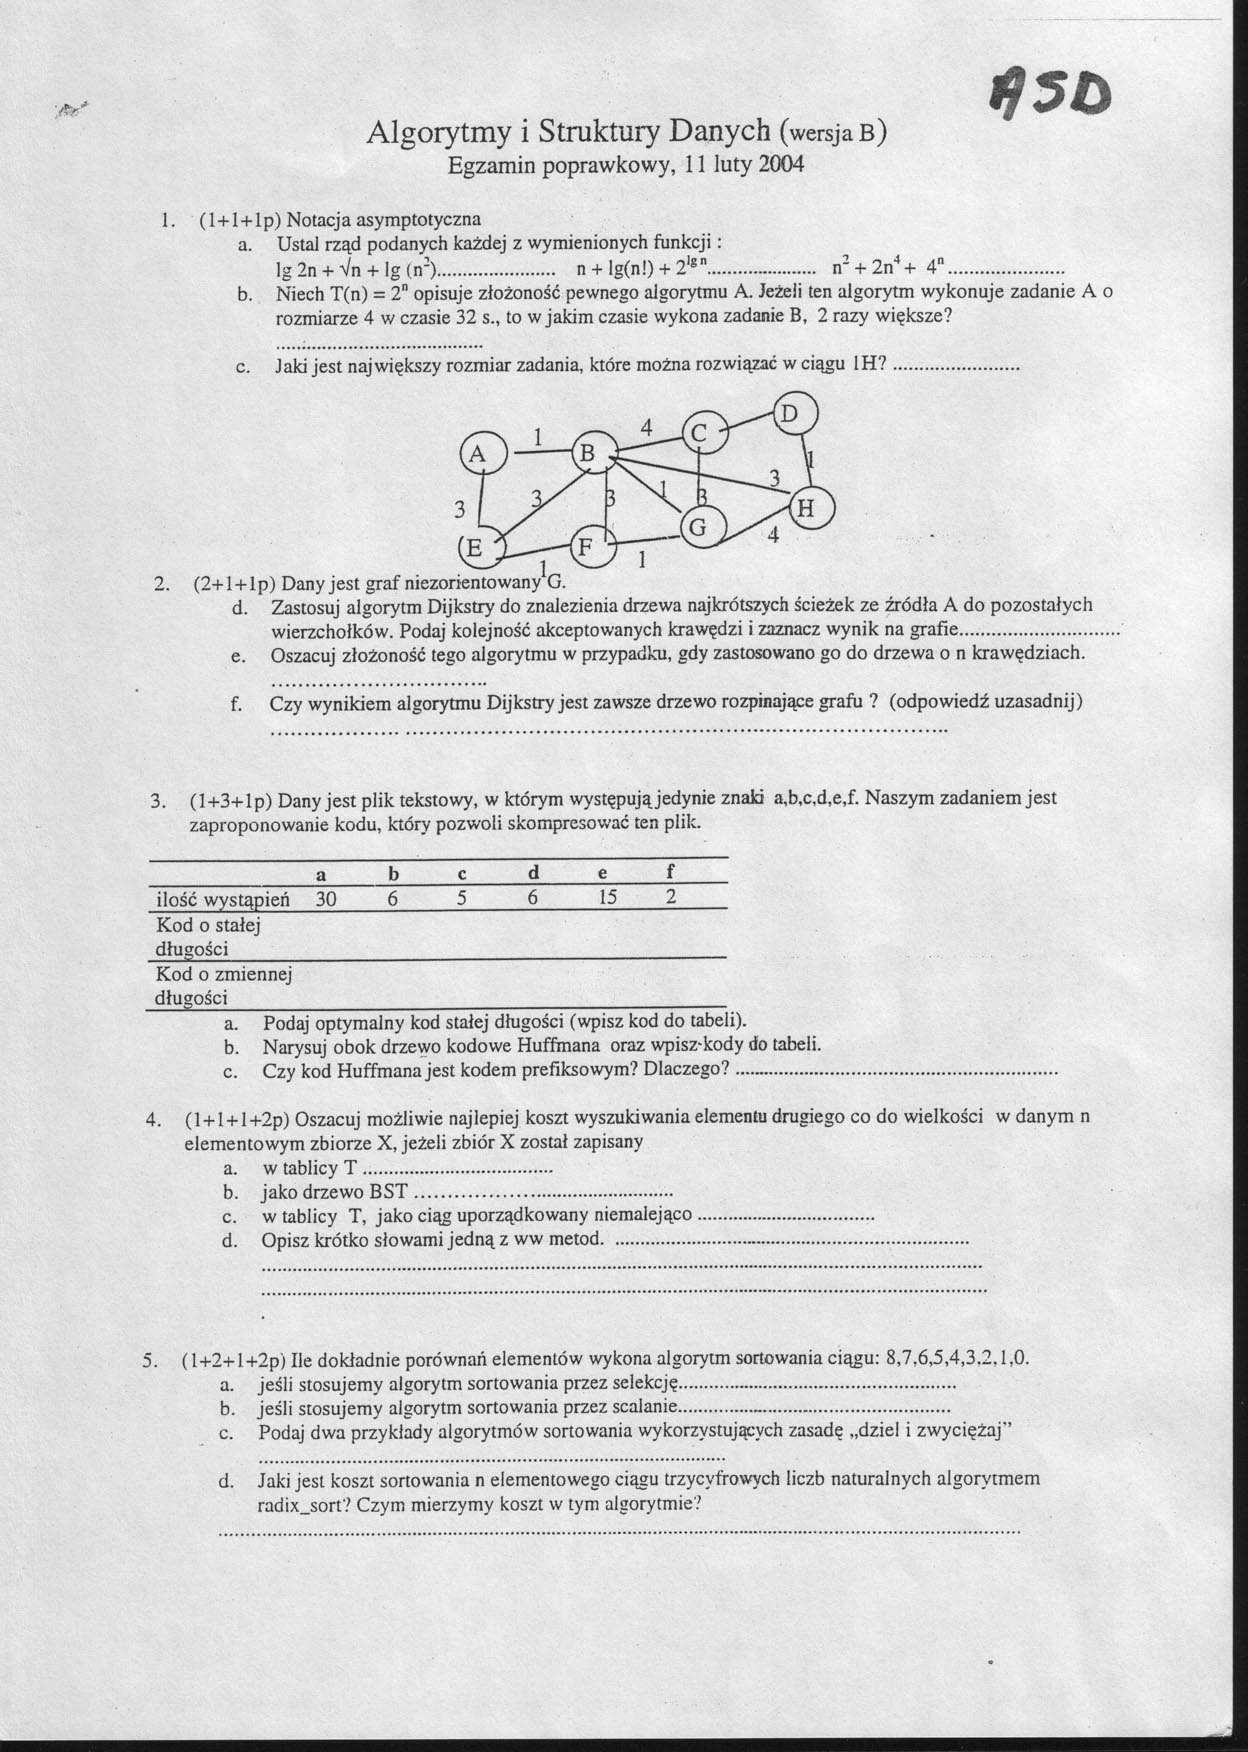 ASD
Algorytmy i Struktury Danych (wersja B)
Egzamin poprawkowy, 11 luty 2004
1. (1+1+1p) Notacja asymptotyczna
a. Ustal rząd podanych każdej z wymienionych funkcji :
lg 2n + √n + lg (n²)...................... n + lg(n!) + 2^lg n..................... n² + 2n⁴ + 4ⁿ......................
b. Niech T(n) = 2ⁿ opisuje złożoność pewnego algorytmu A. Jeżeli ten algorytm wykonuje zadanie A o
rozmiarze 4 w czasie 32 s., to w jakim czasie wykona zadanie B, 2 razy większe?
.......................................
c. Jaki jest największy rozmiar zadania, które można rozwiązać w ciągu 1H? ........................
D
4 C
1
A B
1
3
3 3 3 1 3 H
G
(E F 4
1
1
2. (2+1+1p) Dany jest graf niezorientowany G.
d. Zastosuj algorytm Dijkstry do znalezienia drzewa najkrótszych ścieżek ze źródła A do pozostałych
wierzchołków. Podaj kolejność akceptowanych krawędzi i zaznacz wynik na grafie..............................
e. Oszacuj złożoność tego algorytmu w przypadku, gdy zastosowano go do drzewa o n krawędziach.
.................................
f. Czy wynikiem algorytmu Dijkstry jest zawsze drzewo rozpinające grafu ? (odpowiedź uzasadnij)
................... ....................................................................................
3. (1+3+1p) Dany jest plik tekstowy, w którym występują jedynie znaki a,b,c,d,e,f. Naszym zadaniem jest
zaproponowanie kodu, który pozwoli skompresować ten plik.
a b c d e f
ilość wystąpień 30 6 5 6 15 2
Kod o stałej
długości
Kod o zmiennej
długości
a. Podaj optymalny kod stałej długości (wpisz kod do tabeli).
b. Narysuj obok drzewo kodowe Huffmana oraz wpisz kody do tabeli.
c. Czy kod Huffmana jest kodem prefiksowym? Dlaczego? .............................................................
4. (1+1+1+2p) Oszacuj możliwie najlepiej koszt wyszukiwania elementu drugiego co do wielkości w danym n
elementowym zbiorze X, jeżeli zbiór X został zapisany
a. w tablicy T ....................................
b. jako drzewo BST .................................................
c. w tablicy T, jako ciąg uporządkowany niemalejąco ..................................
d. Opisz krótko słowami jedną z ww metod. ....................................................................
........................................................................................................................................
.........................................................................................................................................
5. (1+2+1+2p) Ile dokładnie porównań elementów wykona algorytm sortowania ciągu: 8,7,6,5,4,3,2,1,0.
a. jeśli stosujemy algorytm sortowania przez selekcję.....................................................
b. jeśli stosujemy algorytm sortowania przez scalanie....................................................
c. Podaj dwa przykłady algorytmów sortowania wykorzystujących zasadę „dziel i zwyciężaj”
.........................................................................................
d. Jaki jest koszt sortowania n elementowego ciągu trzycyfrowych liczb naturalnych algorytmem
radix_sort? Czym mierzymy koszt w tym algorytmie?
.........................................................................................................................................................